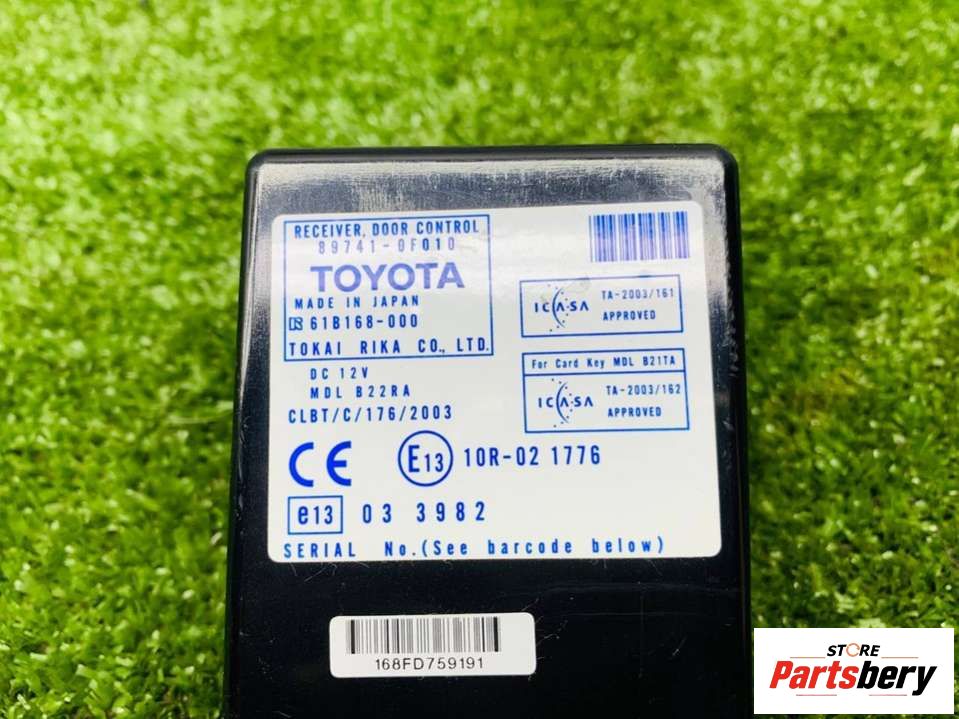 RECEIVER, DOOR CONTROL
89741-0F010
TOYOTA
MADE IN JAPAN
R 61B168-000
TOKAI RIKA CO., LTD.
DC 12V
MDL B22RA
CLBT/C/176/2003
ICASA TA-2003/161
APPROVED
For Card Key MDL B21TA
ICASA TA-2003/162
APPROVED
CE E13 10R-02 1776
e13 03 3982
SERIAL No.(See barcode below)
168FD759191
STORE
Partsbery